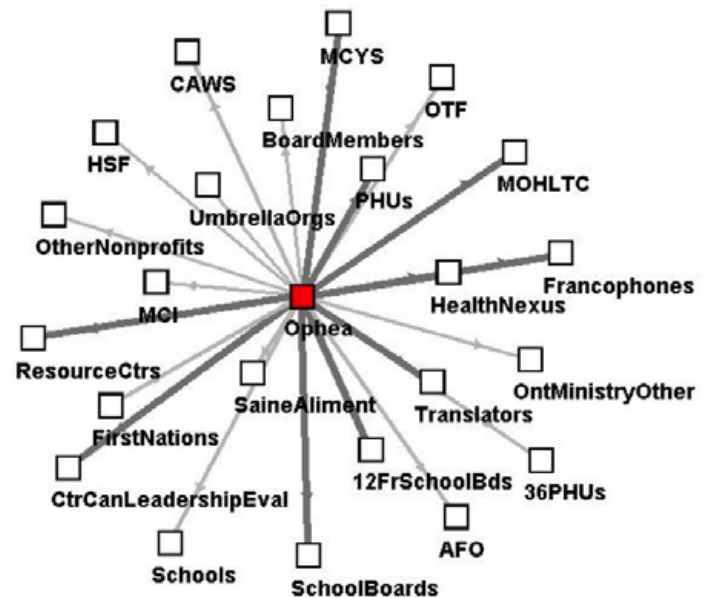 MCYS
CAWS
OTF
BoardMembers
HSF
MOHLTC
PHUs
UmbrellaOrgs
OtherNonprofits
Francophones
HealthNexus
MCI
Ophea
ResourceCtrs
OntMinistryOther
SaineAliment
Translators
FirstNations
12FrSchoolBds
36PHUs
CtrCanLeadershipEval
AFO
Schools
SchoolBoards